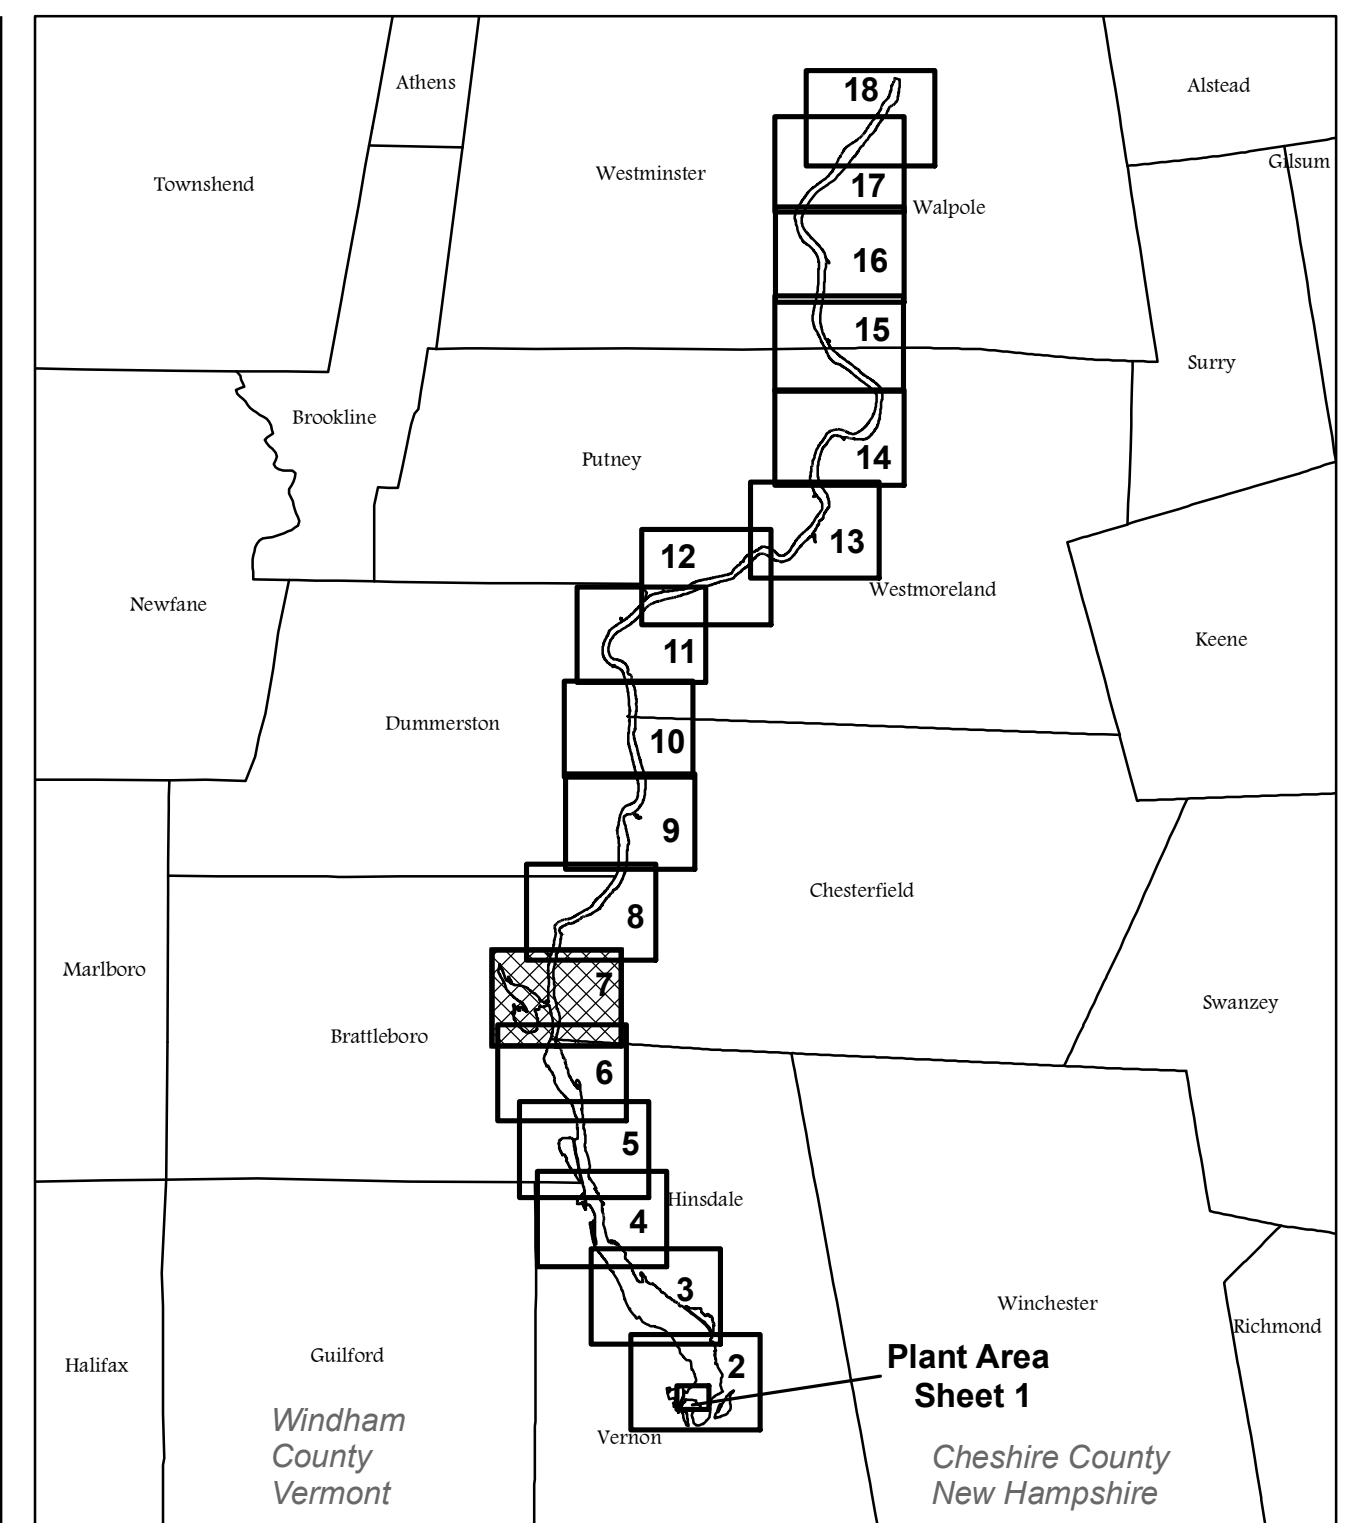 Athens
18
Alstead
Gilsum
Townshend
Westminster
17
Walpole
16
15
Surry
Brookline
Putney
14
13
12
Westmoreland
Newfane
Keene
11
Dummerston
10
9
Chesterfield
8
Marlboro
7
Swanzey
Brattleboro
6
5
Hinsdale
4
3
Winchester
Richmond
Guilford
Halifax
2
Plant Area
Sheet 1
Vernon
Windham
County
Vermont
Cheshire County
New Hampshire